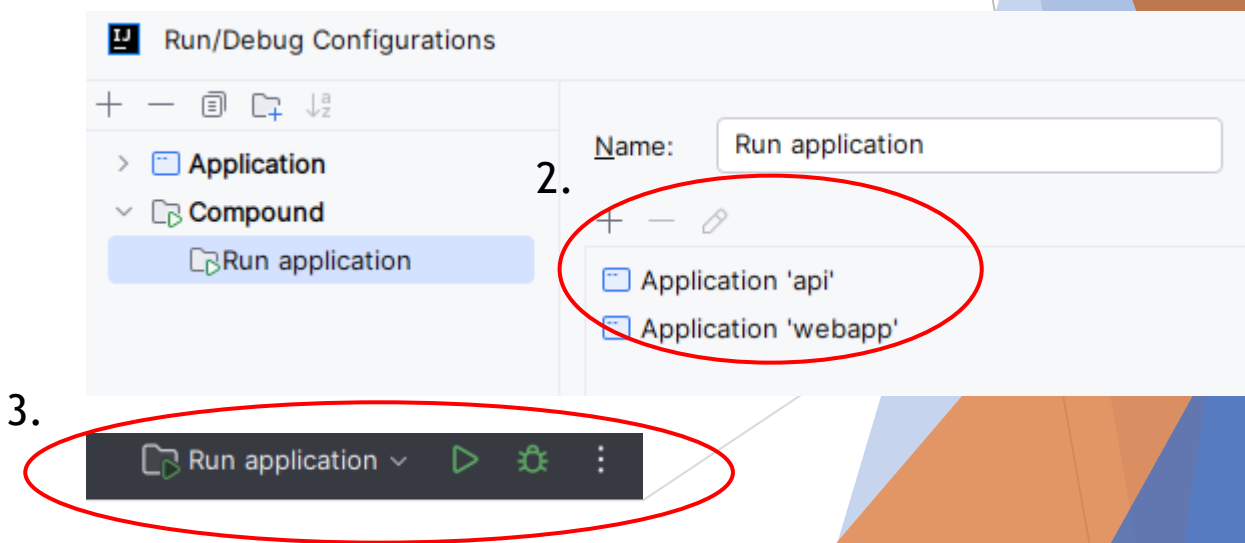 IJ Run/Debug Configurations
Application
Compound
Run application
2.
Name: Run application
Application 'api'
Application 'webapp'
3.
Run application